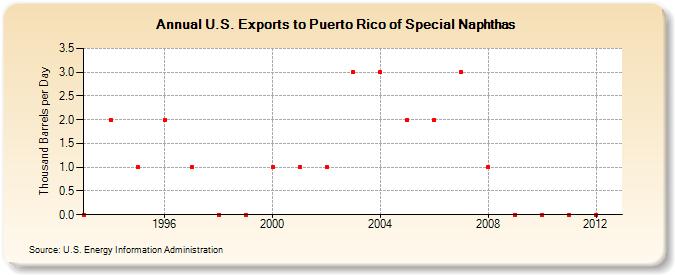 Annual U.S. Exports to Puerto Rico of Special Naphthas
Thousand Barrels per Day
3.5
3.0
2.5
2.0
1.5
1.0
0.5
0.0
1996 2000 2004 2008 2012
Source: U.S. Energy Information Administration